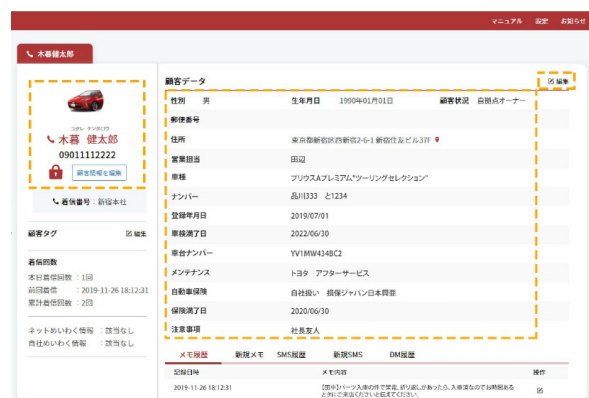 マニュアル 設定 お知らせ
木暮健太郎
コグレ ケンタロウ
木暮 健太郎
09011112222
顧客情報を編集
着信番号：新宿本社
顧客タグ 編集
着信回数
本日着信回数 ：1回
前回着信 ：2019-11-26 18:12:31
累計着信回数 ：2回
ネットめいわく情報 ：該当なし
自社めいわく情報 ：該当なし
顧客データ 編集
性別 男 生年月日 1990年01月01日 顧客状況 自拠点オーナー
郵便番号
住所 東京都新宿区西新宿2-6-1 新宿住友ビル37F
営業担当 田辺
車種 プリウスAプレミアム"ツーリングセレクション"
ナンバー 品川333 と1234
登録年月日 2019/07/01
車検満了日 2022/06/30
車台ナンバー YV1MW434BC2
メンテナンス トヨタ アフターサービス
自動車保険 自社扱い 損保ジャパン日本興亜
保険満了日 2020/06/30
注意事項 社長友人
メモ履歴 新規メモ SMS履歴 新規SMS DM履歴
記録日時 メモ内容 操作
2019-11-26 18:12:31 【田中】パーツ入庫の件で架電。折り返しがあったら、入庫済なのでお時間ある
と伺にご来店くださいと伝えてください。